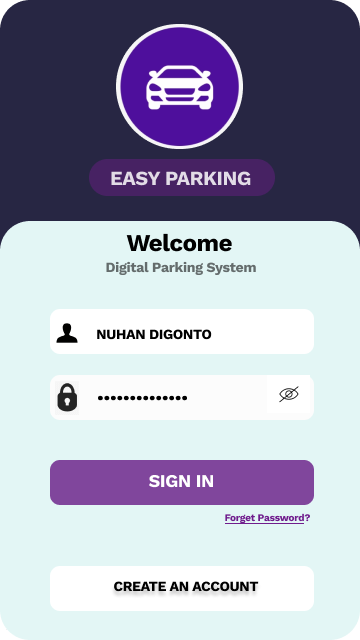 EASY PARKING
Welcome
Digital Parking System
NUHAN DIGONTO
••••••••••••••
SIGN IN
Forget Password?
CREATE AN ACCOUNT